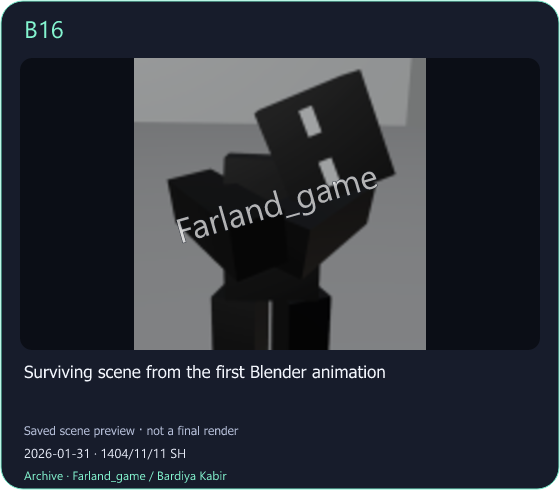 B16
Farland_game
Surviving scene from the first Blender animation
Saved scene preview · not a final render
2026-01-31 · 1404/11/11 SH
Archive · Farland_game / Bardiya Kabir